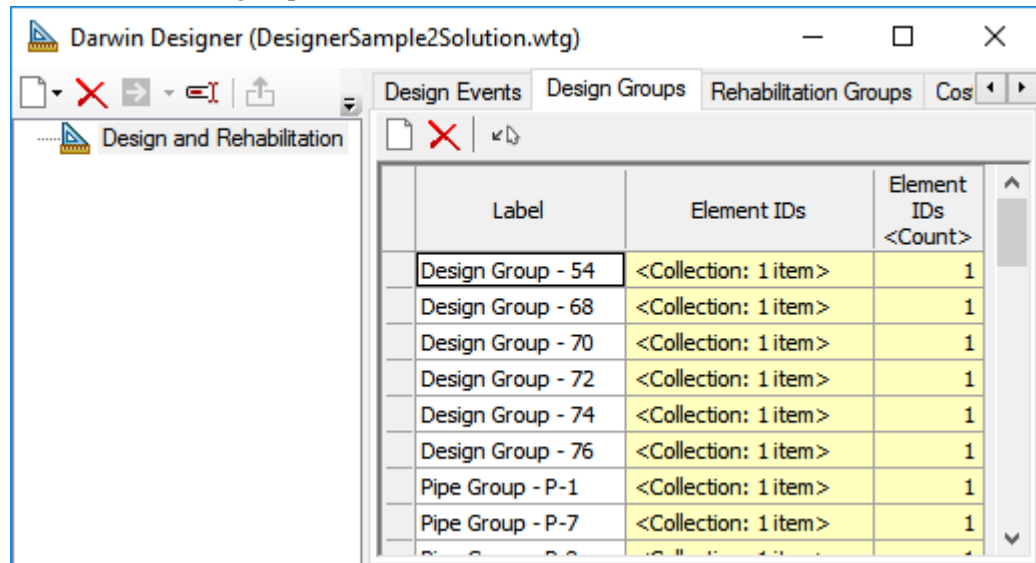 Darwin Designer (DesignerSample2Solution.wtg)
Design Events Design Groups Rehabilitation Groups Cos
Design and Rehabilitation
Label Element IDs Element IDs <Count>
Design Group - 54 <Collection: 1 item> 1
Design Group - 68 <Collection: 1 item> 1
Design Group - 70 <Collection: 1 item> 1
Design Group - 72 <Collection: 1 item> 1
Design Group - 74 <Collection: 1 item> 1
Design Group - 76 <Collection: 1 item> 1
Pipe Group - P-1 <Collection: 1 item> 1
Pipe Group - P-7 <Collection: 1 item> 1